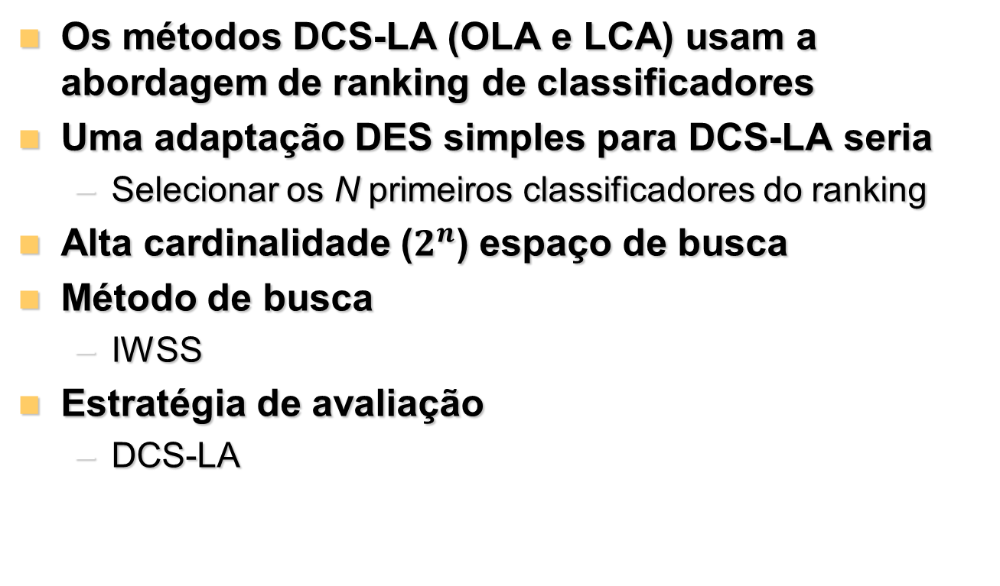 Os métodos DCS-LA (OLA e LCA) usam a
abordagem de ranking de classificadores
Uma adaptação DES simples para DCS-LA seria
– Selecionar os N primeiros classificadores do ranking
Alta cardinalidade (2ⁿ) espaço de busca
Método de busca
– IWSS
Estratégia de avaliação
– DCS-LA